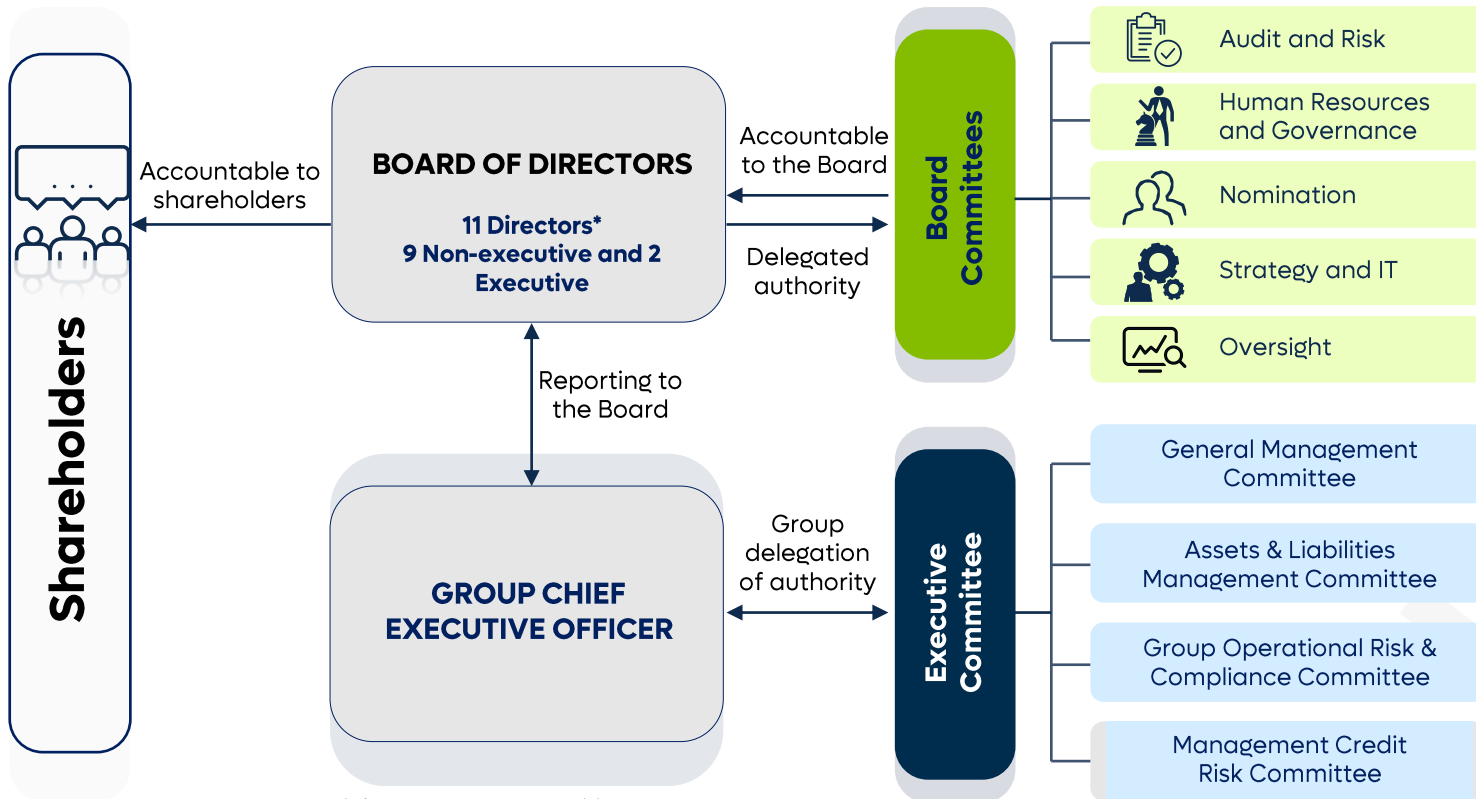 Shareholders
Accountable to
shareholders
BOARD OF DIRECTORS
11 Directors*
9 Non-executive and 2
Executive
Accountable
to the Board
Delegated
authority
Board
Committees
Audit and Risk
Human Resources
and Governance
Nomination
Strategy and IT
Oversight
Reporting to
the Board
GROUP CHIEF
EXECUTIVE OFFICER
Group
delegation
of authority
Executive
Committee
General Management
Committee
Assets & Liabilities
Management Committee
Group Operational Risk &
Compliance Committee
Management Credit
Risk Committee